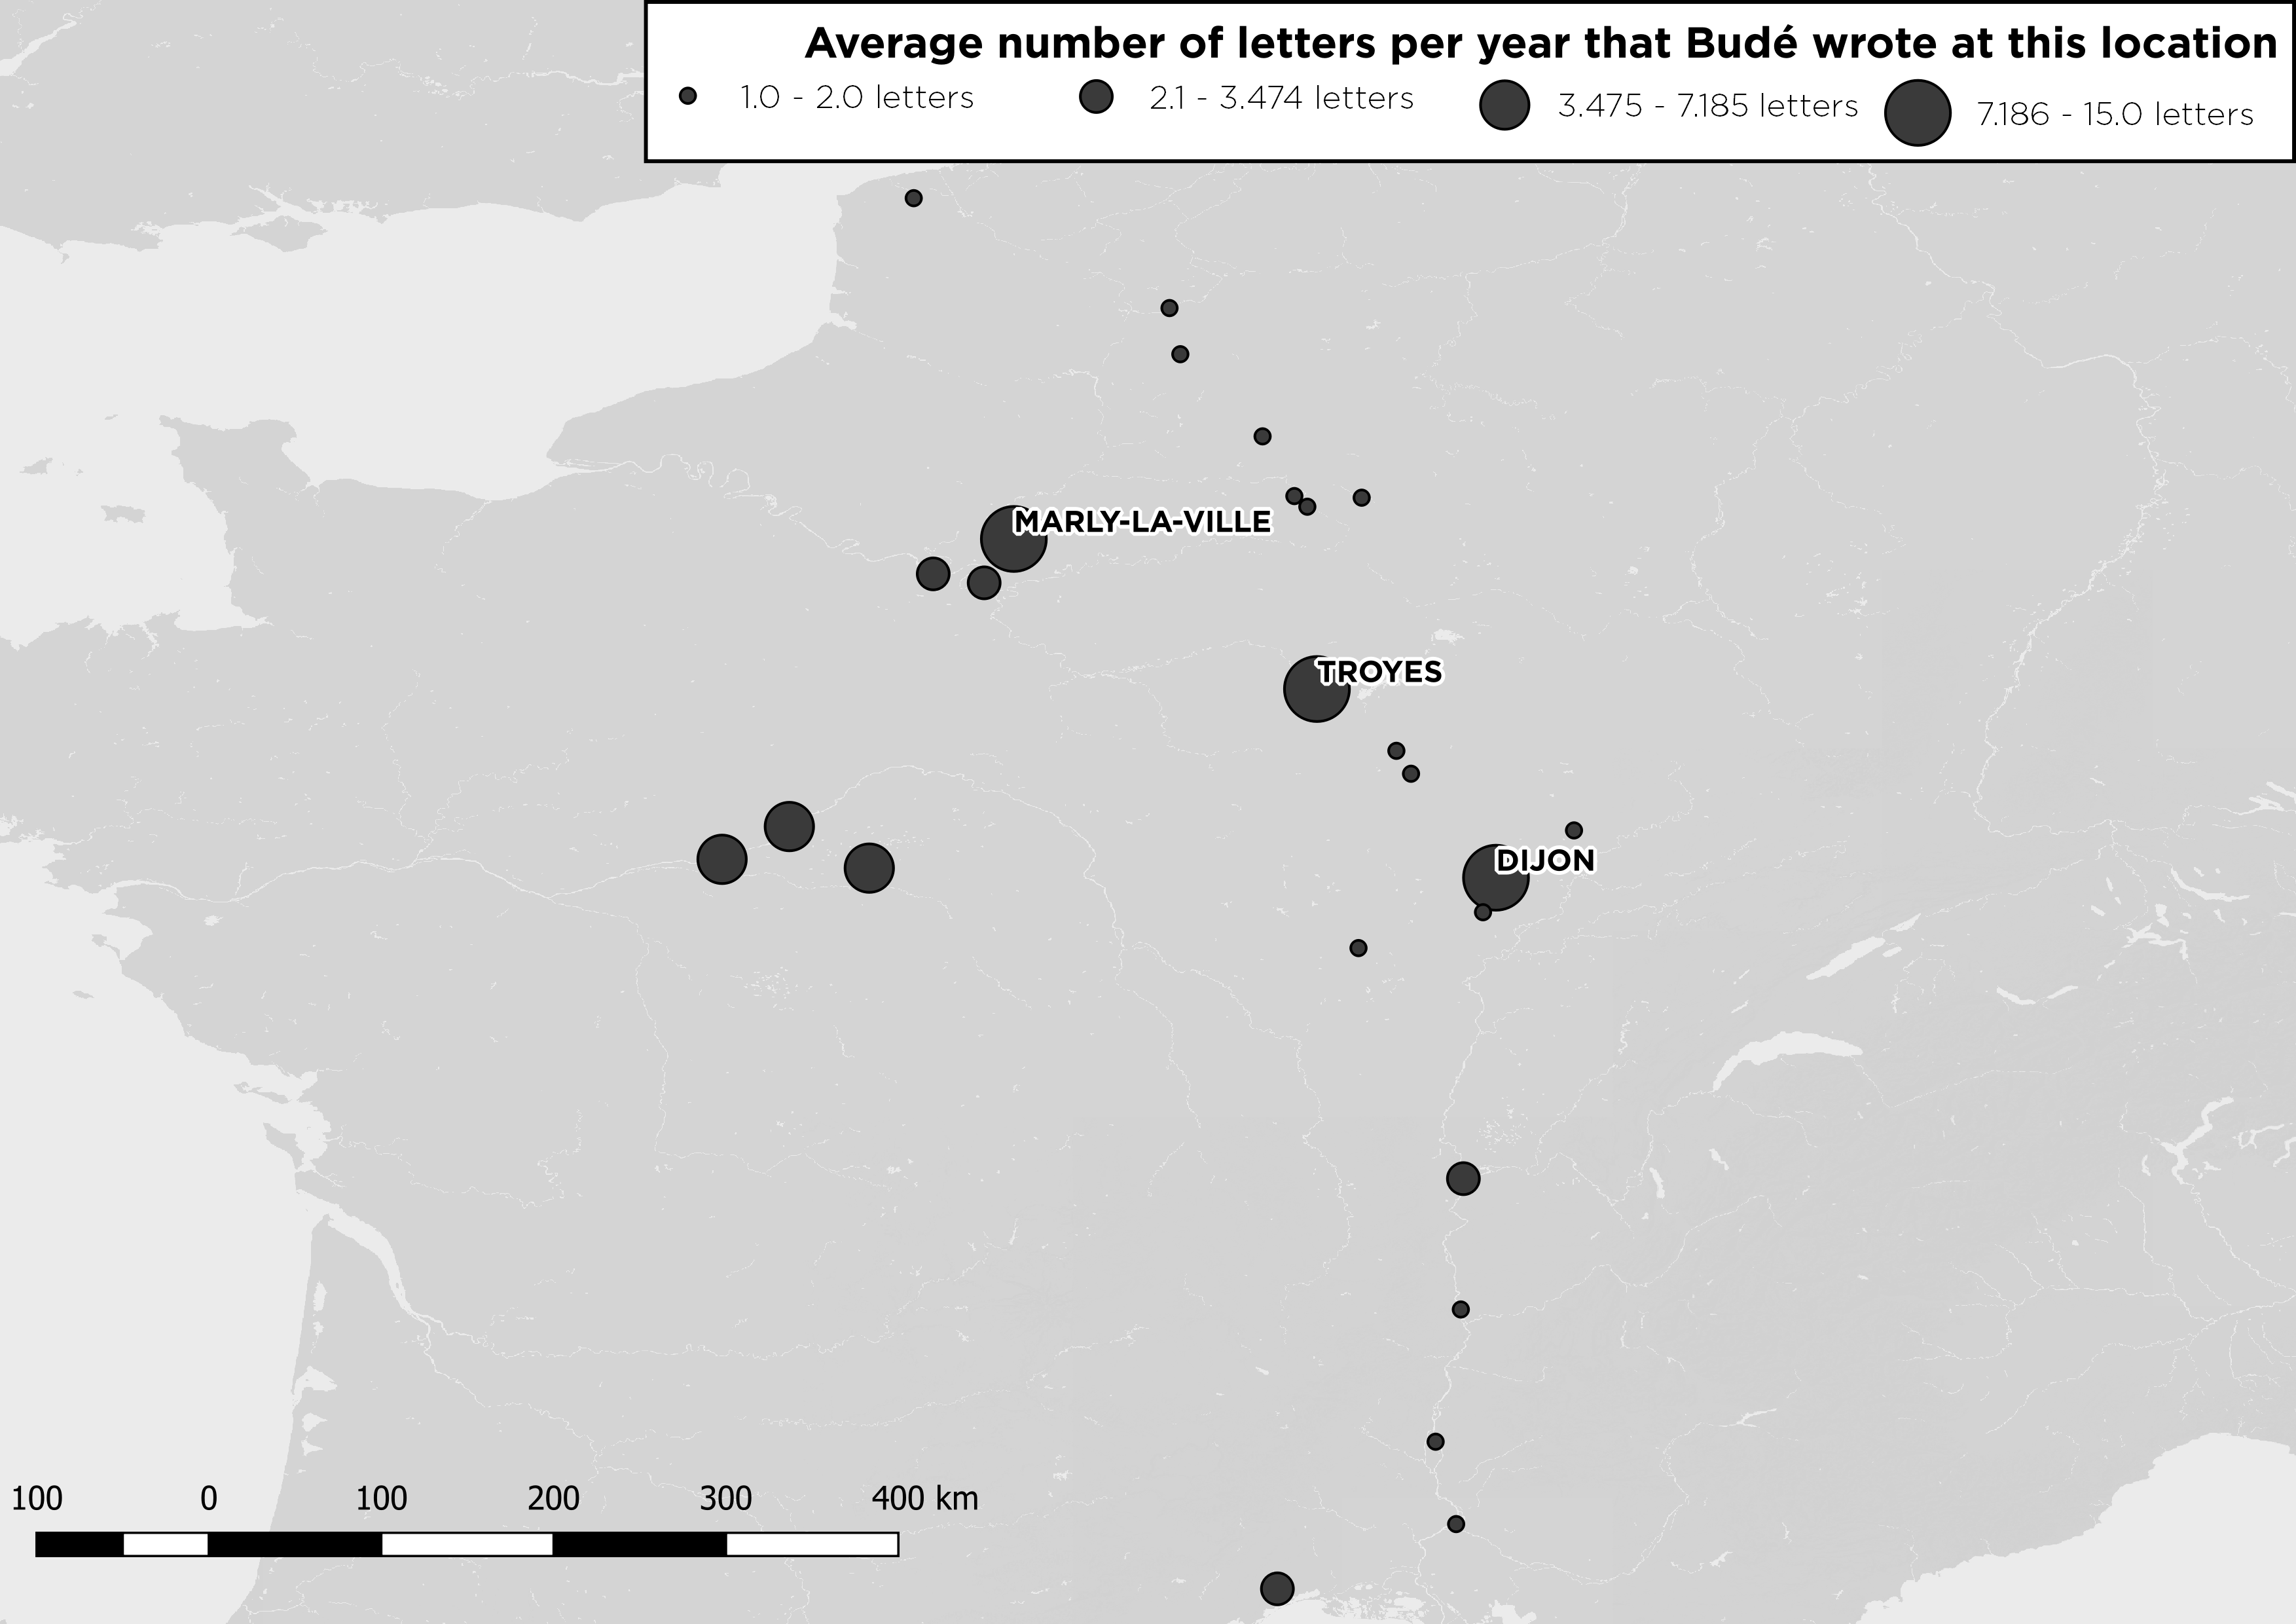 Average number of letters per year that Budé wrote at this location
1.0 - 2.0 letters 2.1 - 3.474 letters 3.475 - 7.185 letters 7.186 - 15.0 letters
MARLY-LA-VILLE
TROYES
DIJON
100 0 100 200 300 400 km